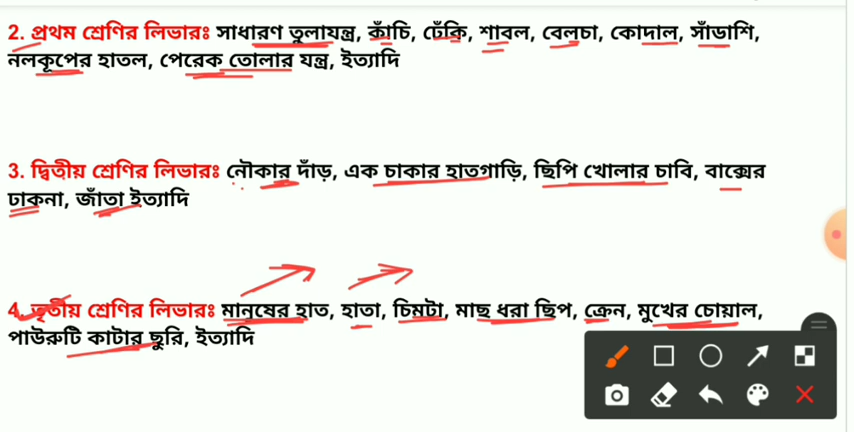 2. প্রথম শ্রেণির লিভারঃ সাধারণ তুলাযন্ত্র, কাঁচি, ঢেঁকি, শাবল, বেলচা, কোদাল, সাঁডাশি,
নলকূপের হাতল, পেরেক তোলার যন্ত্র, ইত্যাদি
3. দ্বিতীয় শ্রেণির লিভারঃ নৌকার দাঁড়, এক চাকার হাতগাড়ি, ছিপি খোলার চাবি, বাক্সের
ঢাকনা, জাঁতা ইত্যাদি
4. তৃতীয় শ্রেণির লিভারঃ মানুষের হাত, হাতা, চিমটা, মাছ ধরা ছিপ, ক্রেন, মুখের চোয়াল,
পাউরুটি কাটার ছুরি, ইত্যাদি